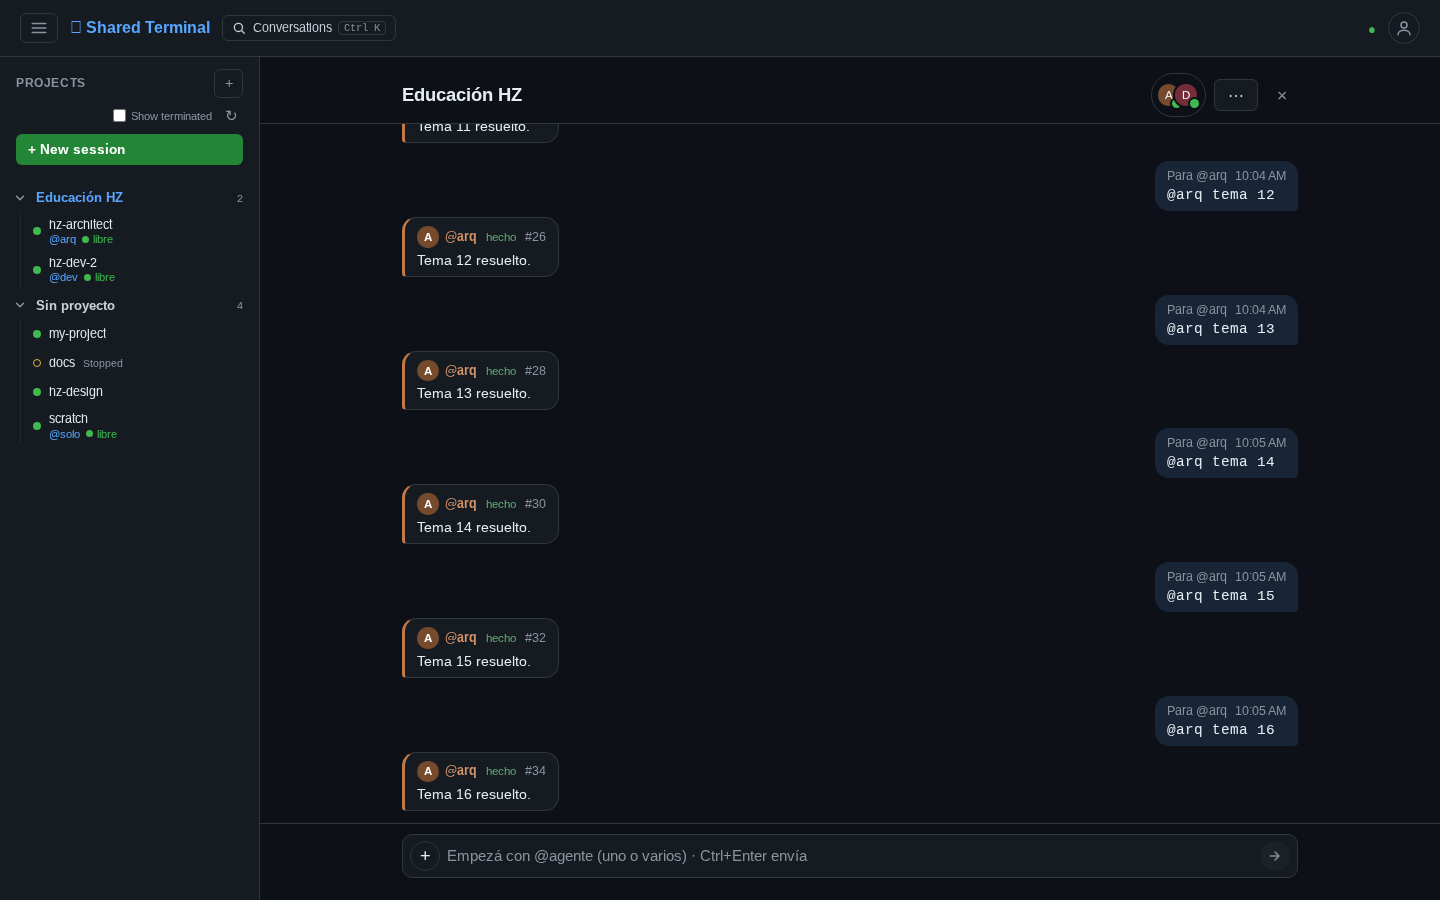 Shared Terminal
Conversations Ctrl K
PROJECTS
+
Show terminated ↻
+ New session
Educación HZ 2
hz-architect
@arq libre
hz-dev-2
@dev libre
Sin proyecto 4
my-project
docs Stopped
hz-design
scratch
@solo libre
Educación HZ
A D ⋯ ×
Tema 11 resuelto.
Para @arq 10:04 AM
@arq tema 12
A @arq hecho #26
Tema 12 resuelto.
Para @arq 10:04 AM
@arq tema 13
A @arq hecho #28
Tema 13 resuelto.
Para @arq 10:05 AM
@arq tema 14
A @arq hecho #30
Tema 14 resuelto.
Para @arq 10:05 AM
@arq tema 15
A @arq hecho #32
Tema 15 resuelto.
Para @arq 10:05 AM
@arq tema 16
A @arq hecho #34
Tema 16 resuelto.
+ Empezá con @agente (uno o varios) · Ctrl+Enter envía